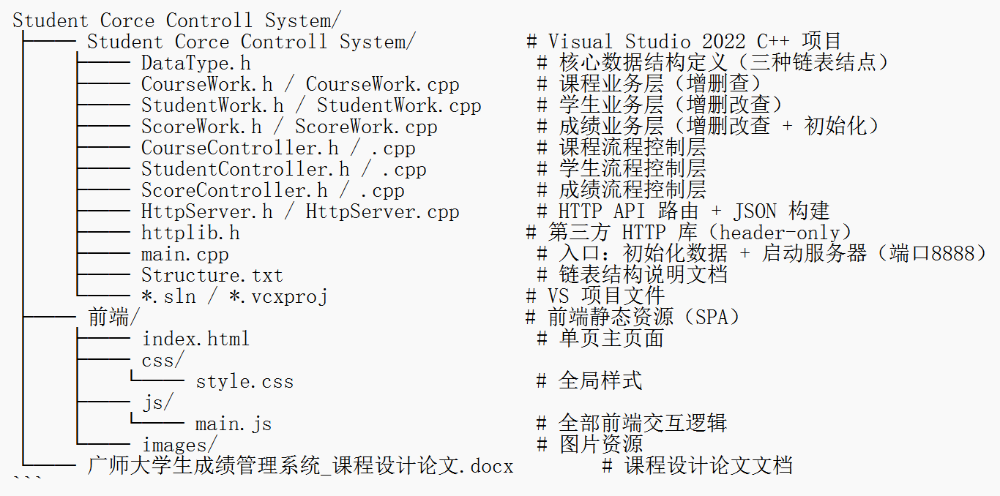 Student Corce Controll System/
├──── Student Corce Controll System/ # Visual Studio 2022 C++ 项目
│ ├──── DataType.h # 核心数据结构定义（三种链表结点）
│ ├──── CourseWork.h / CourseWork.cpp # 课程业务层（增删查）
│ ├──── StudentWork.h / StudentWork.cpp # 学生业务层（增删改查）
│ ├──── ScoreWork.h / ScoreWork.cpp # 成绩业务层（增删改查 + 初始化）
│ ├──── CourseController.h / .cpp # 课程流程控制层
│ ├──── StudentController.h / .cpp # 学生流程控制层
│ ├──── ScoreController.h / .cpp # 成绩流程控制层
│ ├──── HttpServer.h / HttpServer.cpp # HTTP API 路由 + JSON 构建
│ ├──── httplib.h # 第三方 HTTP 库（header-only）
│ ├──── main.cpp # 入口：初始化数据 + 启动服务器（端口8888）
│ ├──── Structure.txt # 链表结构说明文档
│ └──── *.sln / *.vcxproj # VS 项目文件
├──── 前端/ # 前端静态资源（SPA）
│ ├──── index.html # 单页主页面
│ ├──── css/
│ │ └──── style.css # 全局样式
│ ├──── js/
│ │ └──── main.js # 全部前端交互逻辑
│ └──── images/ # 图片资源
└──── 广师大学生成绩管理系统_课程设计论文.docx # 课程设计论文文档
```